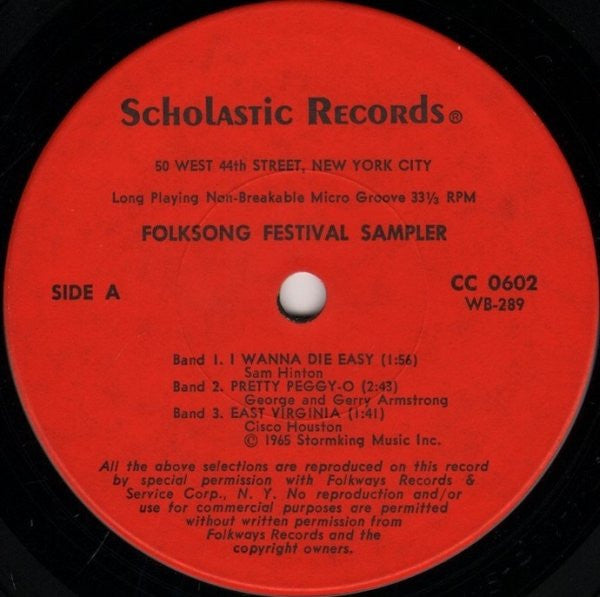 Scholastic Records®
50 WEST 44th STREET, NEW YORK CITY
Long Playing Non-Breakable Micro Groove 33⅓ RPM
FOLKSONG FESTIVAL SAMPLER
SIDE A
CC 0602
WB-289
Band 1. I WANNA DIE EASY (1:56)
Sam Hinton
Band 2. PRETTY PEGGY-O (2:43)
George and Gerry Armstrong
Band 3. EAST VIRGINIA (1:41)
Cisco Houston
© 1965 Stormking Music Inc.
All the above selections are reproduced on this record
by special permission with Folkways Records &
Service Corp., N. Y. No reproduction and/or
use for commercial purposes are permitted
without written permission from
Folkways Records and the
copyright owners.